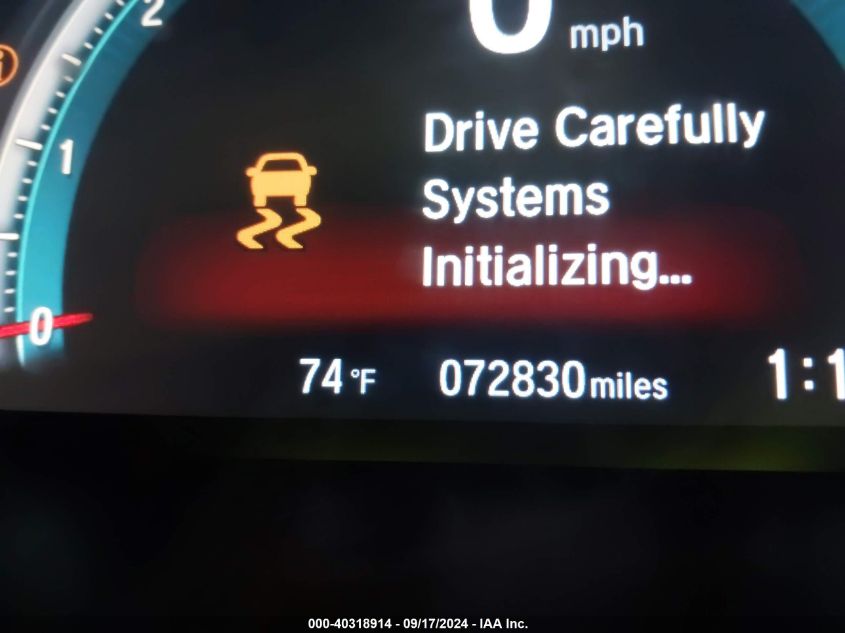 2
0 mph
Drive Carefully
1
Systems
Initializing...
0
74 °F 072830 miles 1:1
000-40318914 - 09/17/2024 - IAA Inc.